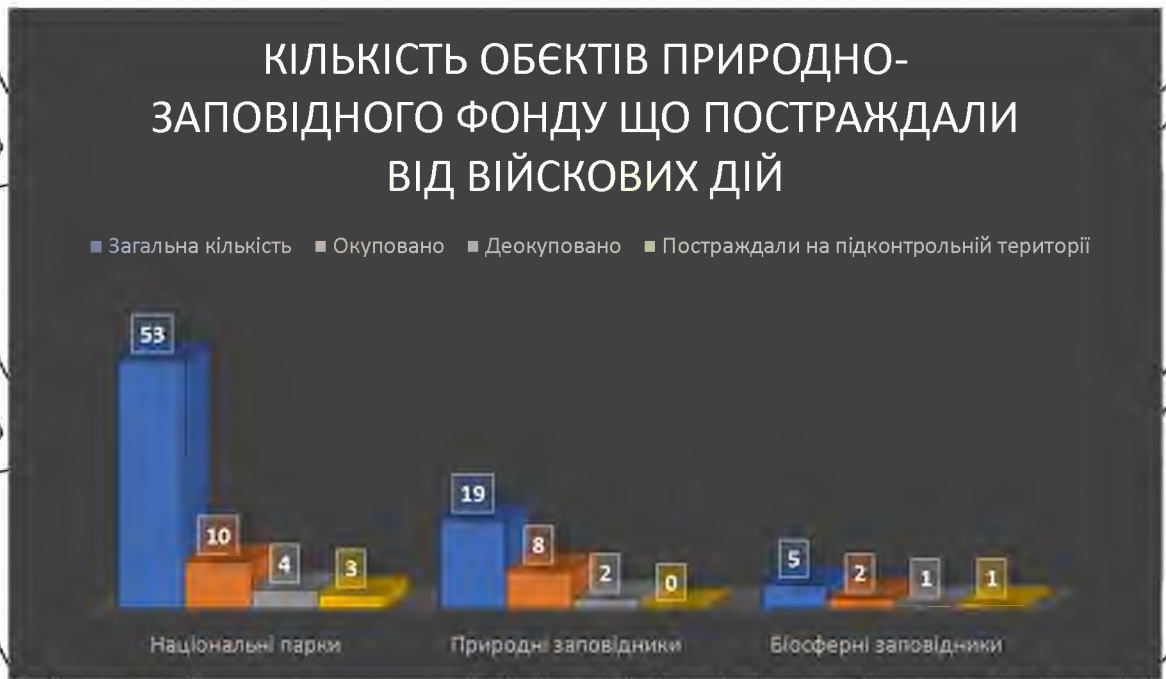 КІЛЬКІСТЬ ОБЄКТІВ ПРИРОДНО-
ЗАПОВІДНОГО ФОНДУ ЩО ПОСТРАЖДАЛИ
ВІД ВІЙСКОВИХ ДІЙ
Загальна кількість Окуповано Деокуповано Постраждали на підконтрольній території
53 10 4 3 19 8 2 0 5 2 1 1
Національні парки Природні заповідники Біосферні заповідники